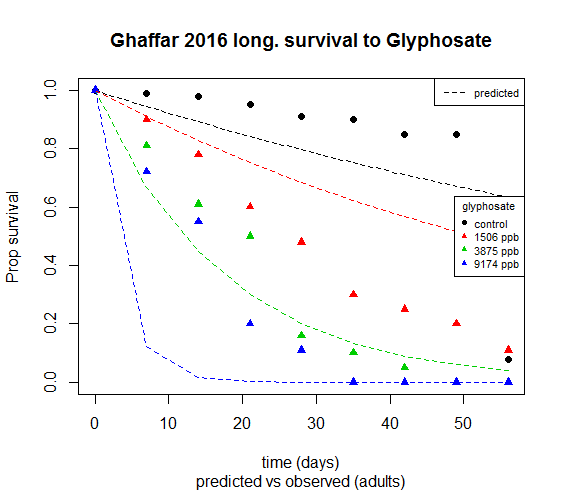 Ghaffar 2016 long. survival to Glyphosate
Prop survival
1.0
0.8
0.6
0.4
0.2
0.0
predicted
glyphosate
control
1506 ppb
3875 ppb
9174 ppb
0 10 20 30 40 50
time (days)
predicted vs observed (adults)